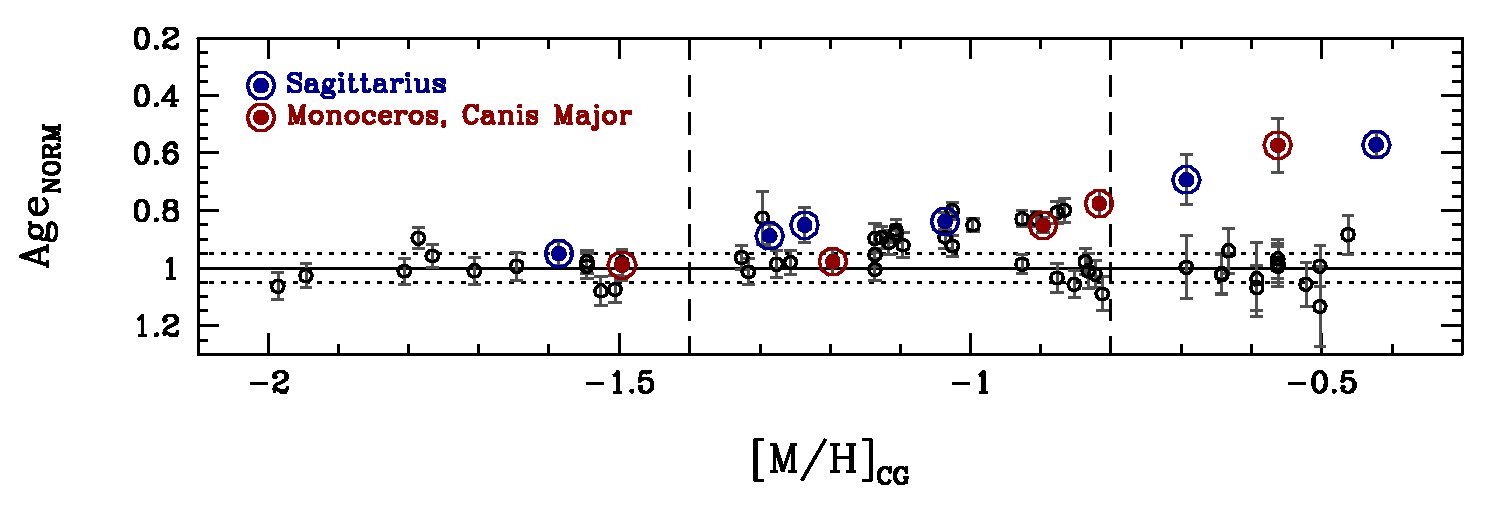 0.2
Sagittarius
0.4
Monoceros, Canis Major
0.6
0.8
1
1.2
Age_NORM
-2
-1.5
-1
-0.5
[M/H]_CG